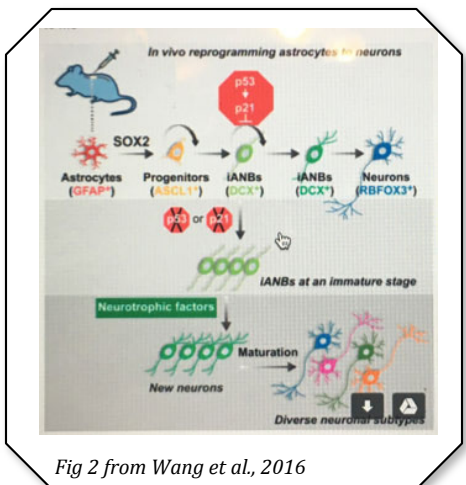 In vivo reprogramming astrocytes to neurons
p53
p21
SOX2
Astrocytes Progenitors iANBs iANBs Neurons
(GFAP⁺) (ASCL1⁺) (DCX⁺) (DCX⁺) (RBFOX3⁺)
p53 or p21
iANBs at an immature stage
Neurotrophic factors
Maturation
New neurons
Diverse neuronal subtypes
Fig 2 from Wang et al., 2016